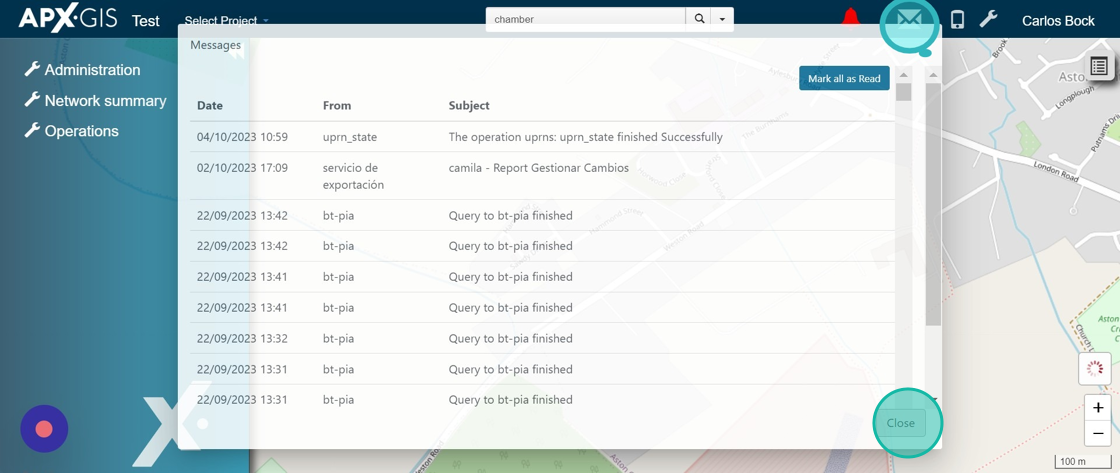 APX-GIS Test Select Project chamber Carlos Bock
Messages
Administration
Network summary
Operations
Mark all as Read
Date From Subject
04/10/2023 10:59 uprn_state The operation uprns: uprn_state finished Successfully
02/10/2023 17:09 servicio de camila - Report Gestionar Cambios
exportación
22/09/2023 13:42 bt-pia Query to bt-pia finished
22/09/2023 13:42 bt-pia Query to bt-pia finished
22/09/2023 13:41 bt-pia Query to bt-pia finished
22/09/2023 13:41 bt-pia Query to bt-pia finished
22/09/2023 13:32 bt-pia Query to bt-pia finished
22/09/2023 13:31 bt-pia Query to bt-pia finished
22/09/2023 13:31 bt-pia Query to bt-pia finished
Close
Brook
Asto
Longplough
Putnams Dri
London Road
Aston
Church L
Aston Road
+
−
100 m